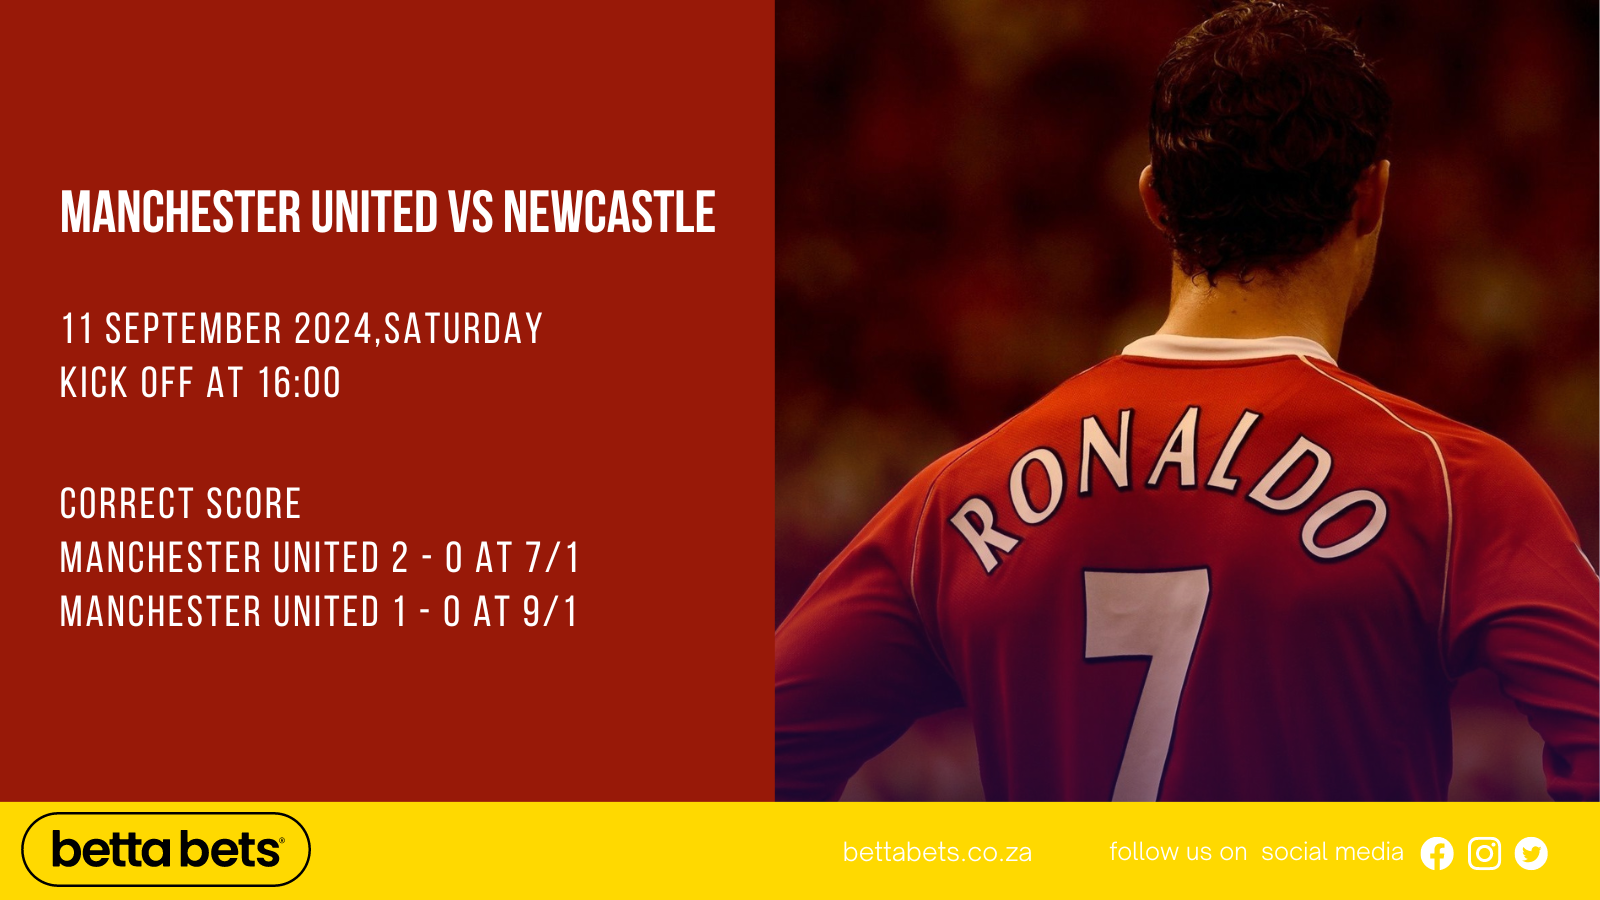 MANCHESTER UNITED VS NEWCASTLE
11 SEPTEMBER 2024,SATURDAY
KICK OFF AT 16:00
CORRECT SCORE
MANCHESTER UNITED 2 - 0 AT 7/1
MANCHESTER UNITED 1 - 0 AT 9/1
RONALDO
7
betta bets®
bettabets.co.za
follow us on social media